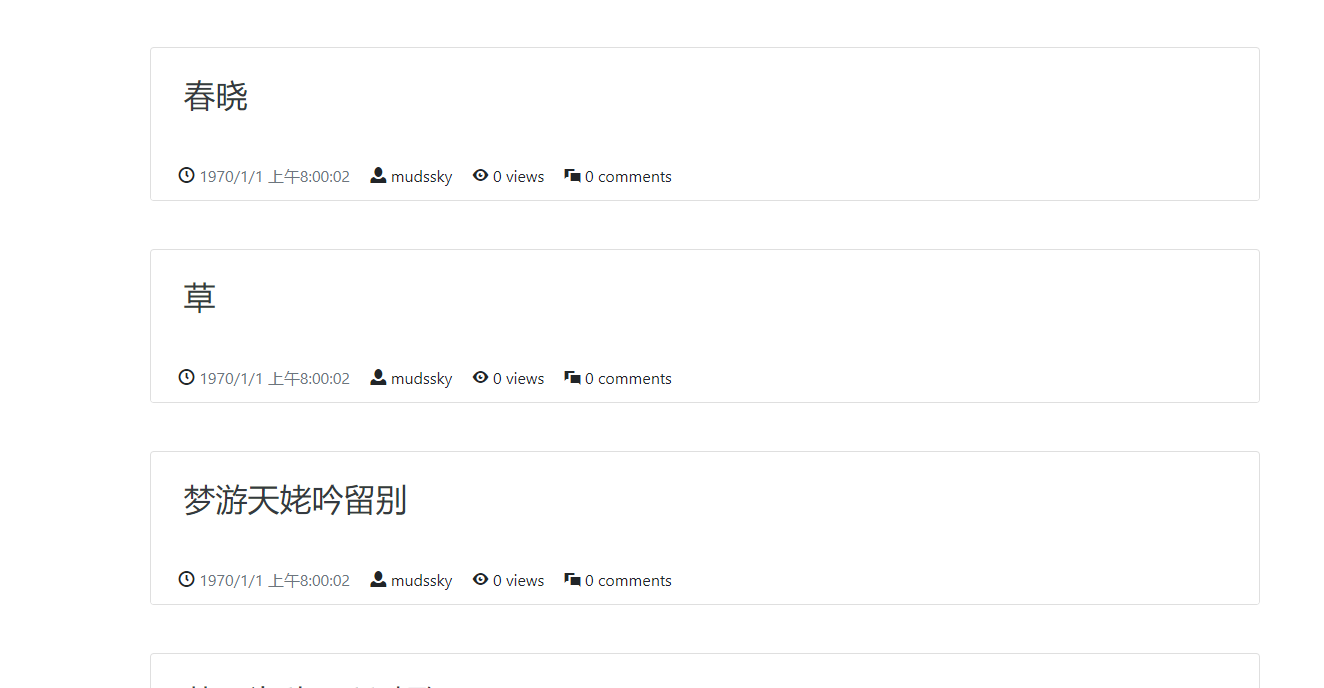 春晓
1970/1/1 上午8:00:02 mudssky 0 views 0 comments
草
1970/1/1 上午8:00:02 mudssky 0 views 0 comments
梦游天姥吟留别
1970/1/1 上午8:00:02 mudssky 0 views 0 comments